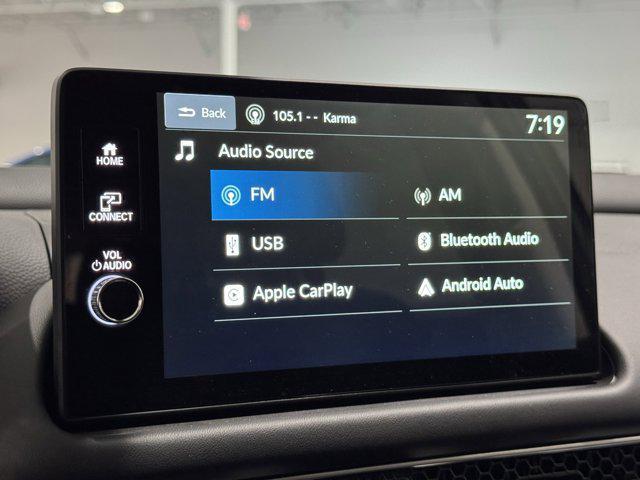 Back
105.1 - - Karma
7:19
Audio Source
HOME
CONNECT
VOL
AUDIO
FM
AM
USB
Bluetooth Audio
Apple CarPlay
Android Auto